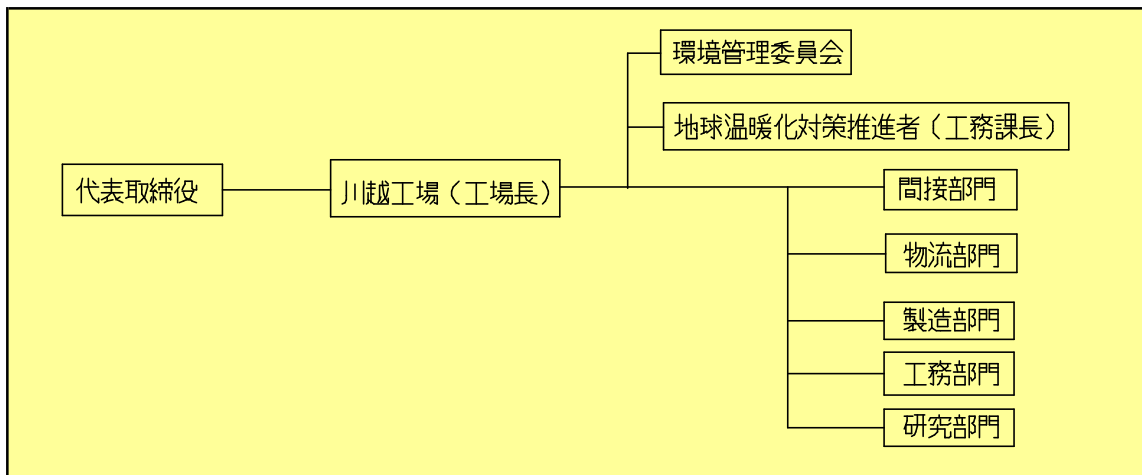 環境管理委員会
地球温暖化対策推進者（工務課長）
代表取締役
川越工場（工場長）
間接部門
物流部門
製造部門
工務部門
研究部門